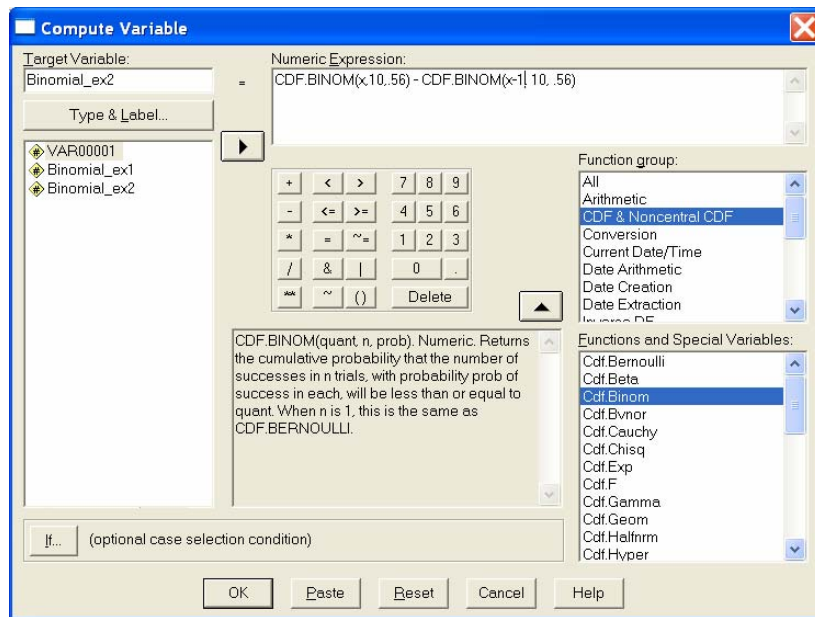 Compute Variable
Target Variable:
Binomial_ex2
=
Numeric Expression:
CDF.BINOM(x,10,.56) - CDF.BINOM(x-1, 10, .56)
Type & Label...
VAR00001
Binomial_ex1
Binomial_ex2
+ < > 7 8 9
- <= >= 4 5 6
* = ~= 1 2 3
/ & | 0 .
** ~ () Delete
Function group:
All
Arithmetic
CDF & Noncentral CDF
Conversion
Current Date/Time
Date Arithmetic
Date Creation
Date Extraction
Inverse DF
CDF.BINOM(quant, n, prob). Numeric. Returns
the cumulative probability that the number of
successes in n trials, with probability prob of
success in each, will be less than or equal to
quant. When n is 1, this is the same as
CDF.BERNOULLI.
Functions and Special Variables:
Cdf.Bernoulli
Cdf.Beta
Cdf.Binom
Cdf.Bvnor
Cdf.Cauchy
Cdf.Chisq
Cdf.Exp
Cdf.F
Cdf.Gamma
Cdf.Geom
Cdf.Halfnrm
Cdf.Hyper
If... (optional case selection condition)
OK Paste Reset Cancel Help